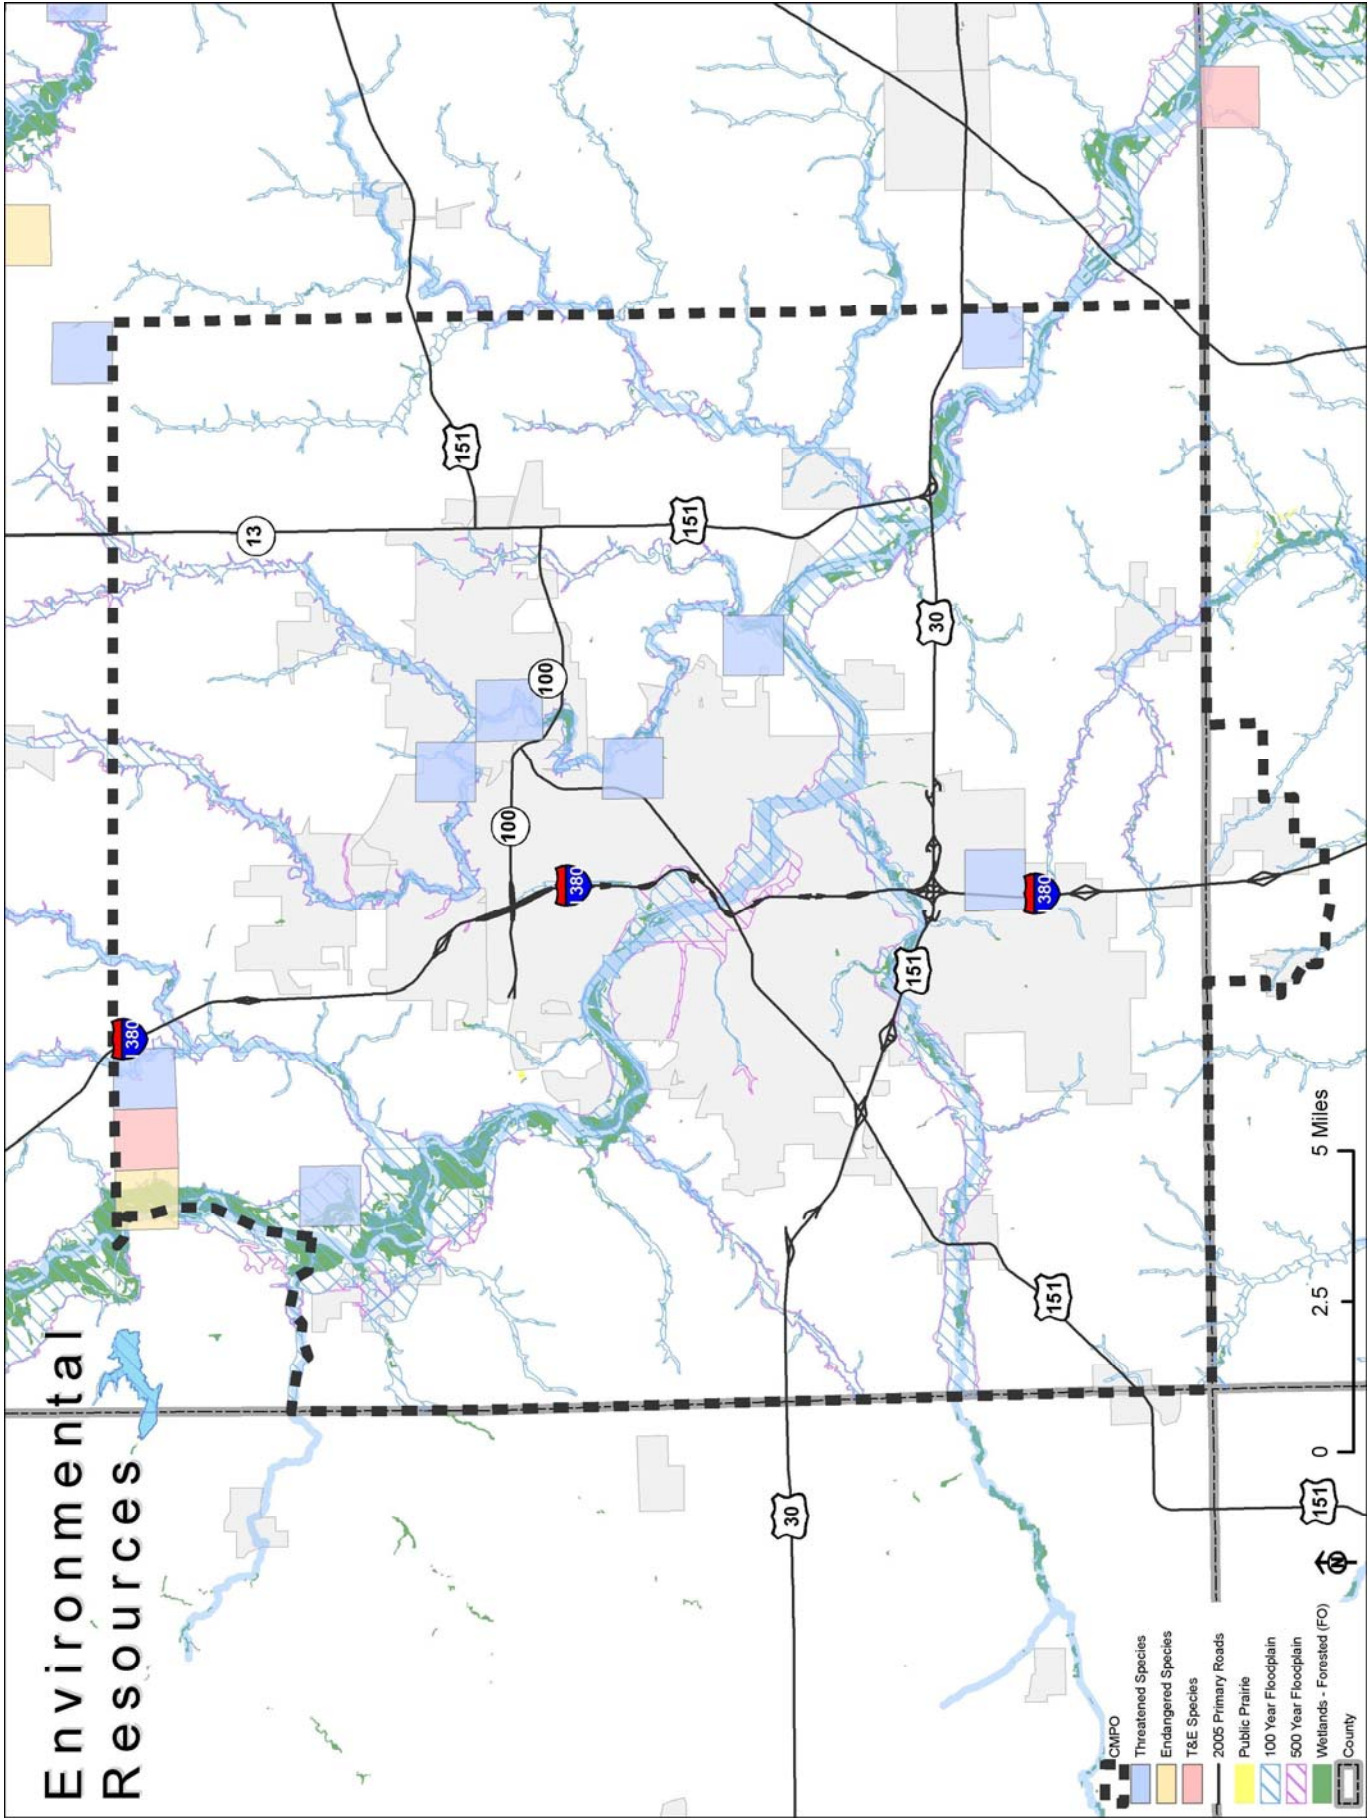 Environmental
Resources
380
13
151
100
100
151
380
30
380
151
30
151
151
CMPO
Threatened Species
Endangered Species
T&E Species
2005 Primary Roads
Public Prairie
100 Year Floodplain
500 Year Floodplain
Wetlands - Forested (FO)
County
N
0 2.5 5 Miles